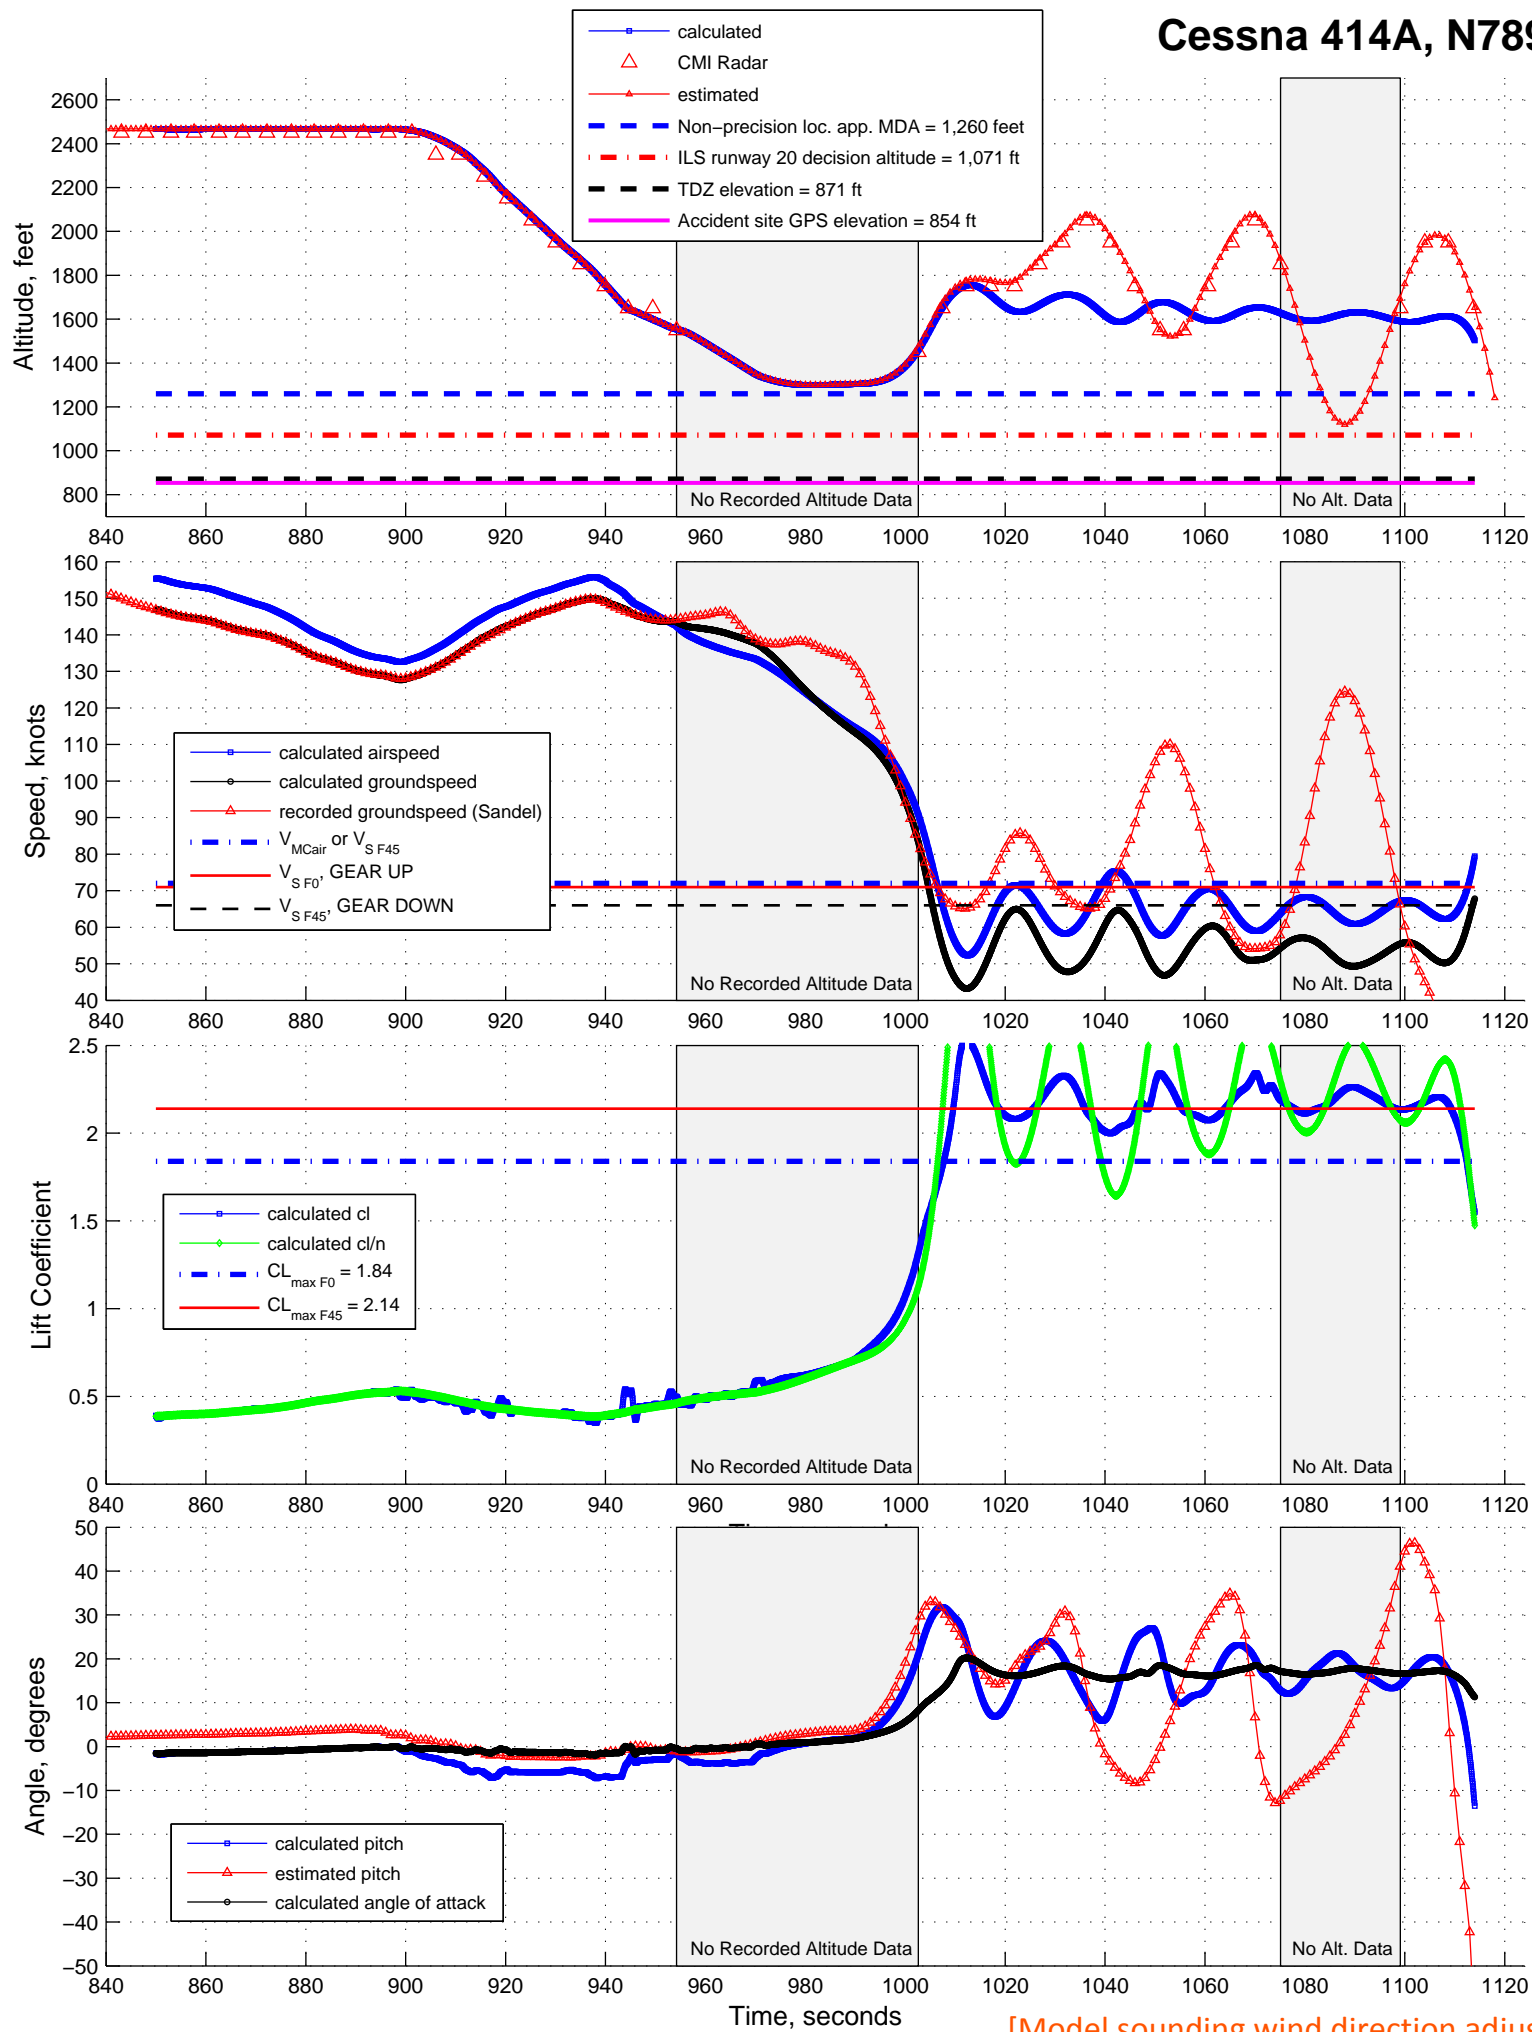 Cessna 414A, N789
calculated
CMI Radar
estimated
Non−precision loc. app. MDA = 1,260 feet
ILS runway 20 decision altitude = 1,071 ft
TDZ elevation = 871 ft
Accident site GPS elevation = 854 ft
Altitude, feet
2600
2400
2200
2000
1800
1600
1400
1200
1000
800
No Recorded Altitude Data
No Alt. Data
840 860 880 900 920 940 960 980 1000 1020 1040 1060 1080 1100 1120
Speed, knots
160
150
140
130
120
110
100
90
80
70
60
50
40
calculated airspeed
calculated groundspeed
recorded groundspeed (Sandel)
V MCair or V S F45
V S F0, GEAR UP
V S F45, GEAR DOWN
No Recorded Altitude Data
No Alt. Data
840 860 880 900 920 940 960 980 1000 1020 1040 1060 1080 1100 1120
Lift Coefficient
2.5
2
1.5
1
0.5
0
calculated cl
calculated cl/n
CL max F0 = 1.84
CL max F45 = 2.14
No Recorded Altitude Data
No Alt. Data
840 860 880 900 920 940 960 980 1000 1020 1040 1060 1080 1100 1120
Angle, degrees
50
40
30
20
10
0
−10
−20
−30
−40
−50
calculated pitch
estimated pitch
calculated angle of attack
No Recorded Altitude Data
No Alt. Data
840 860 880 900 920 940 960 980 1000 1020 1040 1060 1080 1100 1120
Time, seconds
[Model sounding wind direction adjus